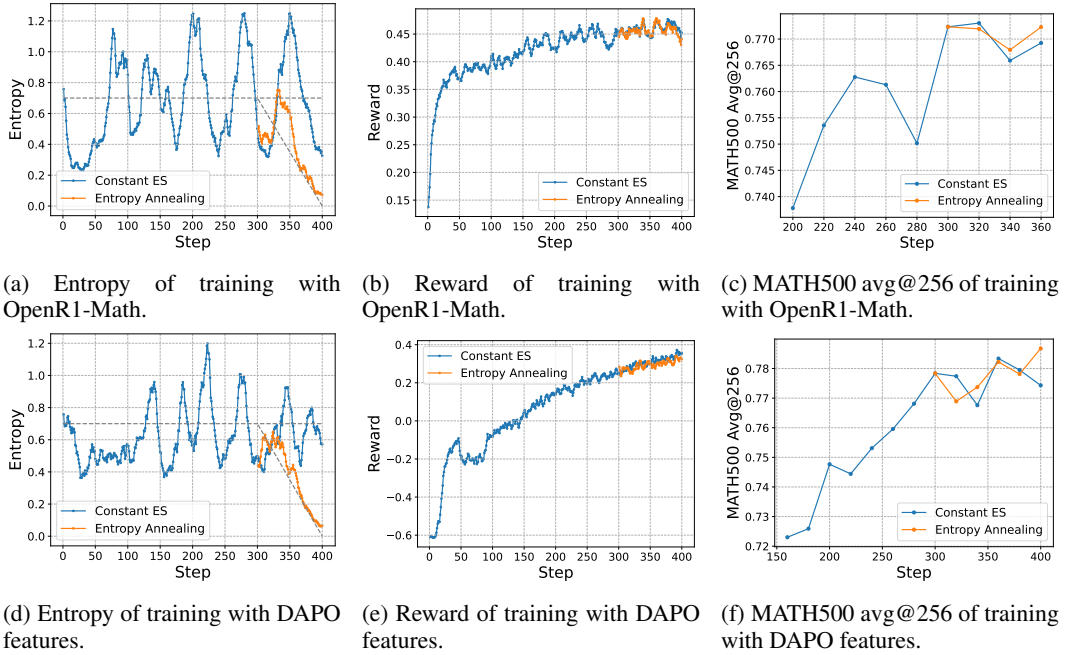 1.2
1.0
0.8
0.6
0.4
0.2
0.0
Entropy
Constant ES
Entropy Annealing
0 50 100 150 200 250 300 350 400
Step
0.45
0.40
0.35
0.30
0.25
0.20
0.15
Reward
Constant ES
Entropy Annealing
0 50 100 150 200 250 300 350 400
Step
0.770
0.765
0.760
0.755
0.750
0.745
0.740
MATH500 Avg@256
Constant ES
Entropy Annealing
200 220 240 260 280 300 320 340 360
Step
(a) Entropy of training with
OpenR1-Math.
(b) Reward of training with
OpenR1-Math.
(c) MATH500 avg@256 of training
with OpenR1-Math.
1.2
1.0
0.8
0.6
0.4
0.2
0.0
Entropy
Constant ES
Entropy Annealing
0 50 100 150 200 250 300 350 400
Step
0.4
0.2
0.0
−0.2
−0.4
−0.6
Reward
Constant ES
Entropy Annealing
0 50 100 150 200 250 300 350 400
Step
0.78
0.77
0.76
0.75
0.74
0.73
0.72
MATH500 Avg@256
Constant ES
Entropy Annealing
150 200 250 300 350 400
Step
(d) Entropy of training with DAPO
features.
(e) Reward of training with DAPO
features.
(f) MATH500 avg@256 of training
with DAPO features.